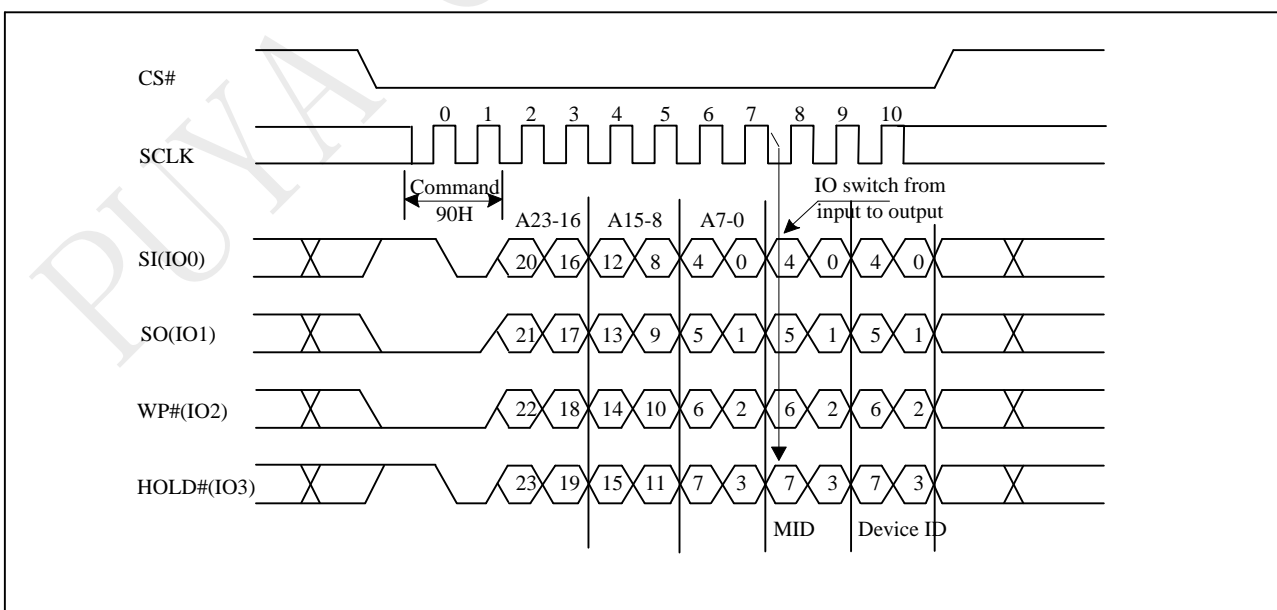 CS#
0 1 2 3 4 5 6 7 8 9 10
SCLK
Command
90H
IO switch from
input to output
A23-16 A15-8 A7-0
SI(IO0) 20 16 12 8 4 0 4 0 4 0
SO(IO1) 21 17 13 9 5 1 5 1 5 1
WP#(IO2) 22 18 14 10 6 2 6 2 6 2
HOLD#(IO3) 23 19 15 11 7 3 7 3 7 3
MID Device ID
PUYA